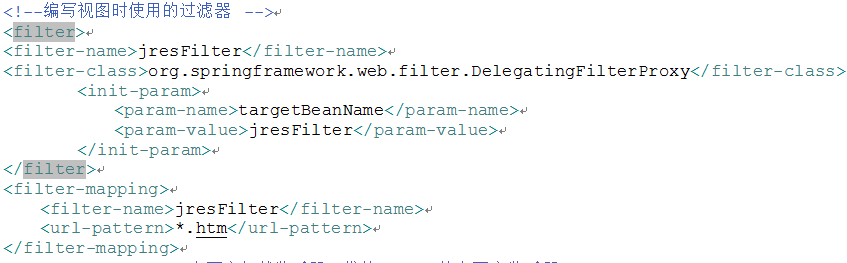 <!--编写视图时使用的过滤器 -->
<filter>
<filter-name>jresFilter</filter-name>
<filter-class>org.springframework.web.filter.DelegatingFilterProxy</filter-class>
<init-param>
<param-name>targetBeanName</param-name>
<param-value>jresFilter</param-value>
</init-param>
</filter>
<filter-mapping>
<filter-name>jresFilter</filter-name>
<url-pattern>*.htm</url-pattern>
</filter-mapping>